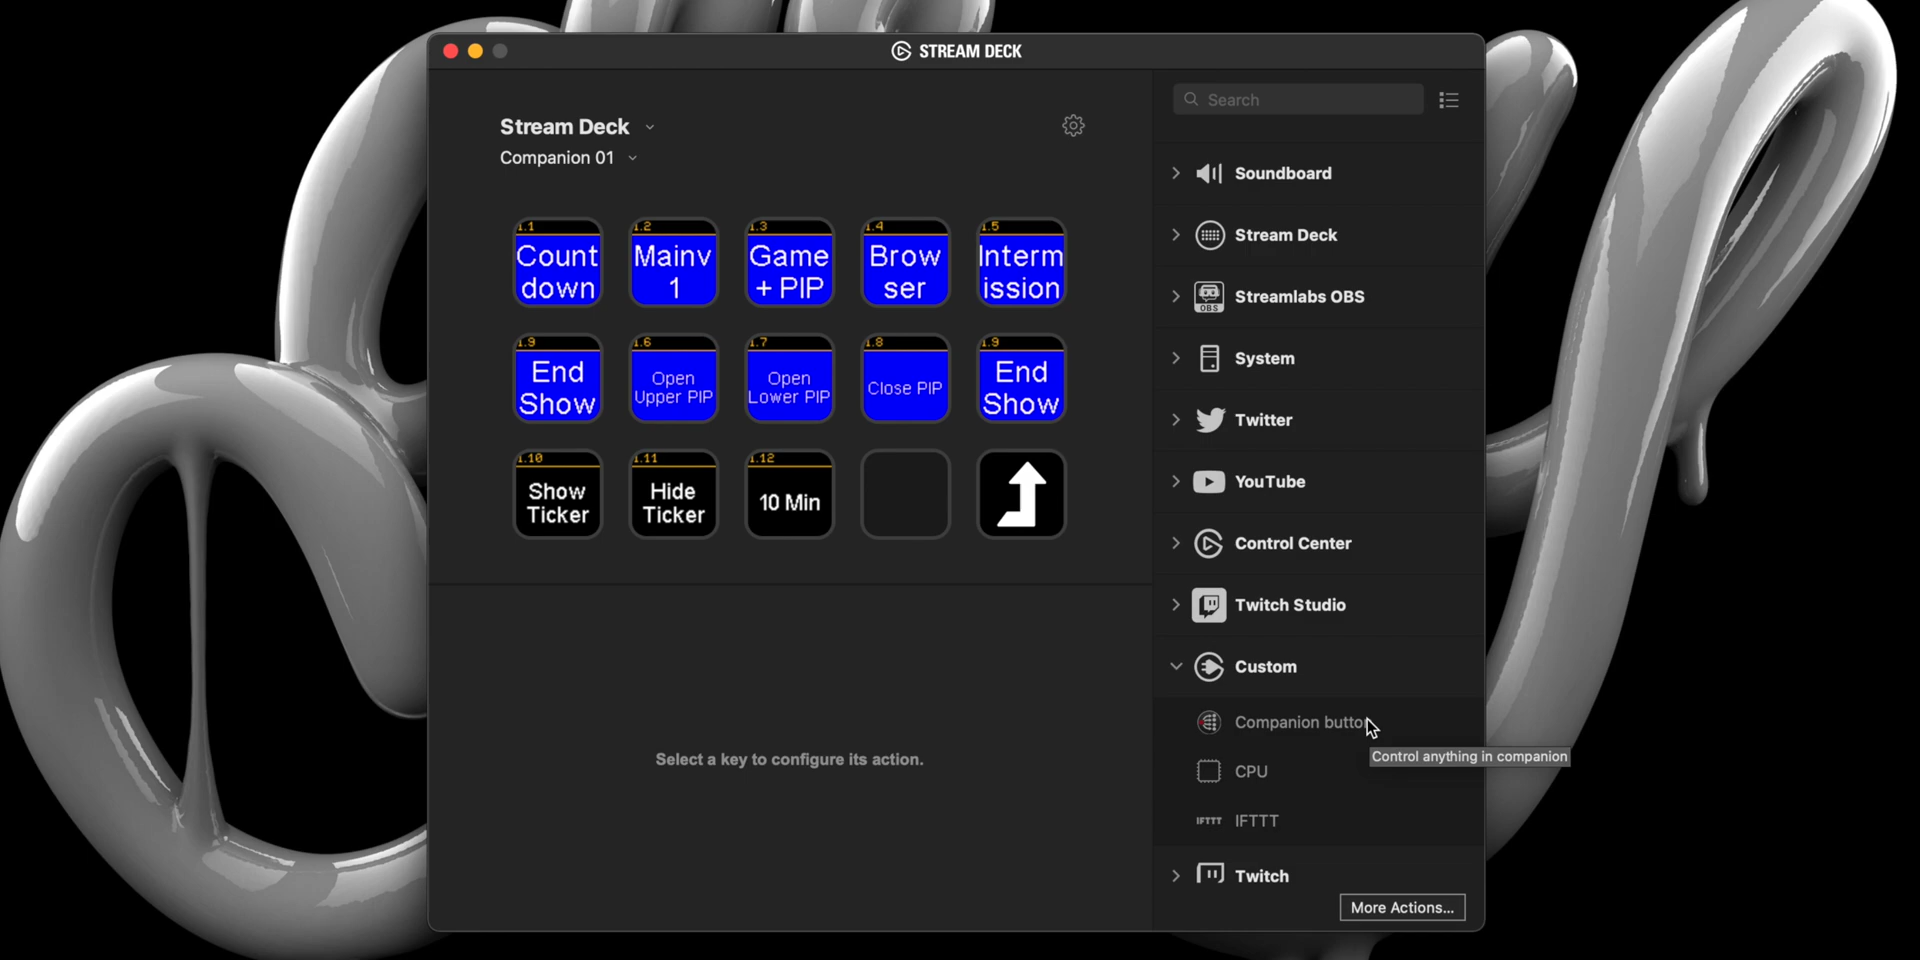 STREAM DECK
Search
Stream Deck
Companion 01
1.1
Count
down
1.2
Mainv
1
1.3
Game
+ PIP
1.4
Brow
ser
1.5
Interm
ission
1.9
End
Show
1.6
Open
Upper PIP
1.7
Open
Lower PIP
1.8
Close PIP
1.9
End
Show
1.10
Show
Ticker
1.11
Hide
Ticker
1.12
10 Min
Select a key to configure its action.
Soundboard
Stream Deck
OBS
Streamlabs OBS
System
Twitter
YouTube
Control Center
Twitch Studio
Custom
Companion button
Control anything in companion
CPU
IFTTT IFTTT
Twitch
More Actions...